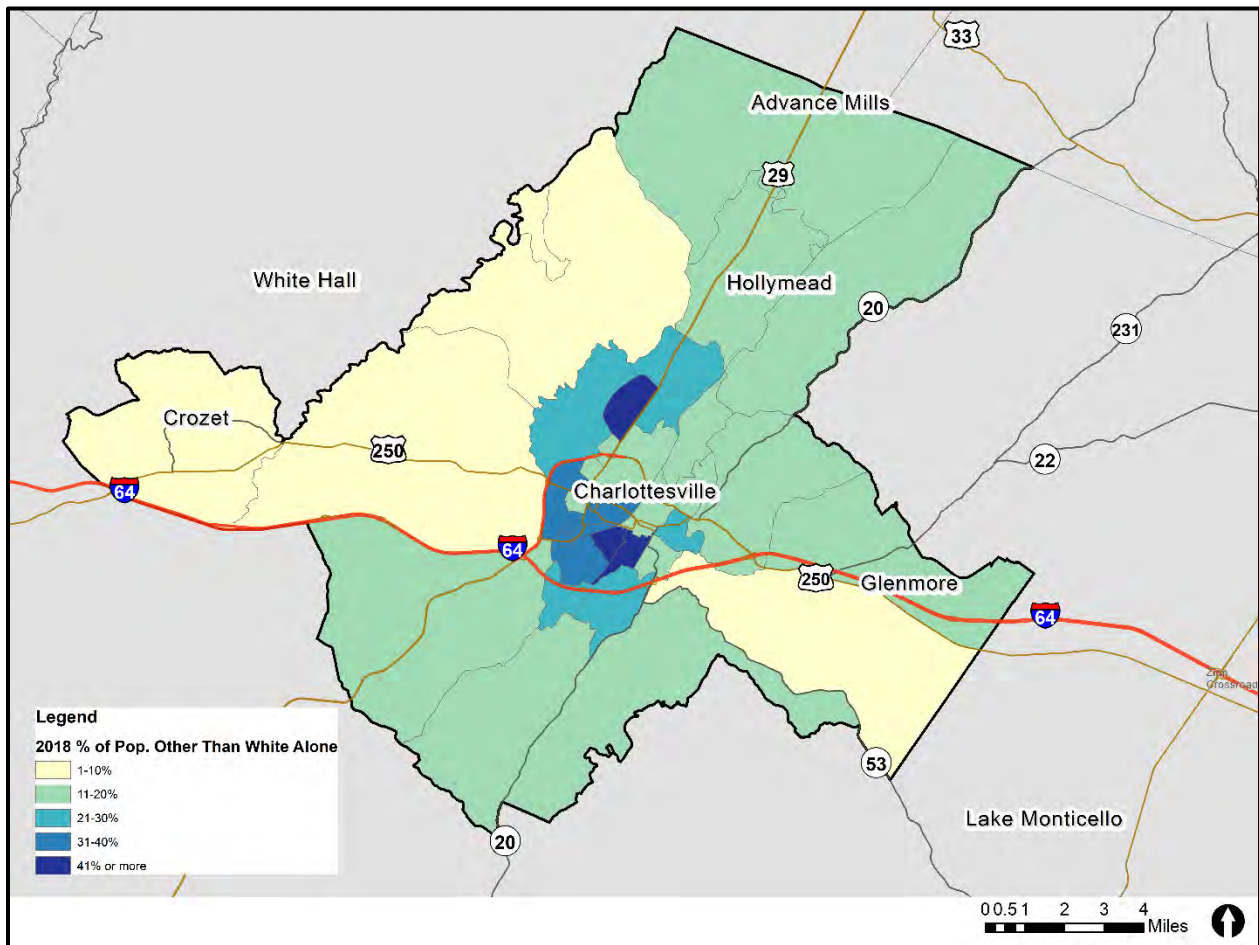 33
Advance Mills
29
White Hall
Hollymead
20
231
Crozet
250
22
64
Charlottesville
64
250
Glenmore
64
Zion
Crossroad
Legend
2018 % of Pop. Other Than White Alone
1-10%
11-20%
21-30%
31-40%
41% or more
53
Lake Monticello
20
0 0.5 1 2 3 4
Miles